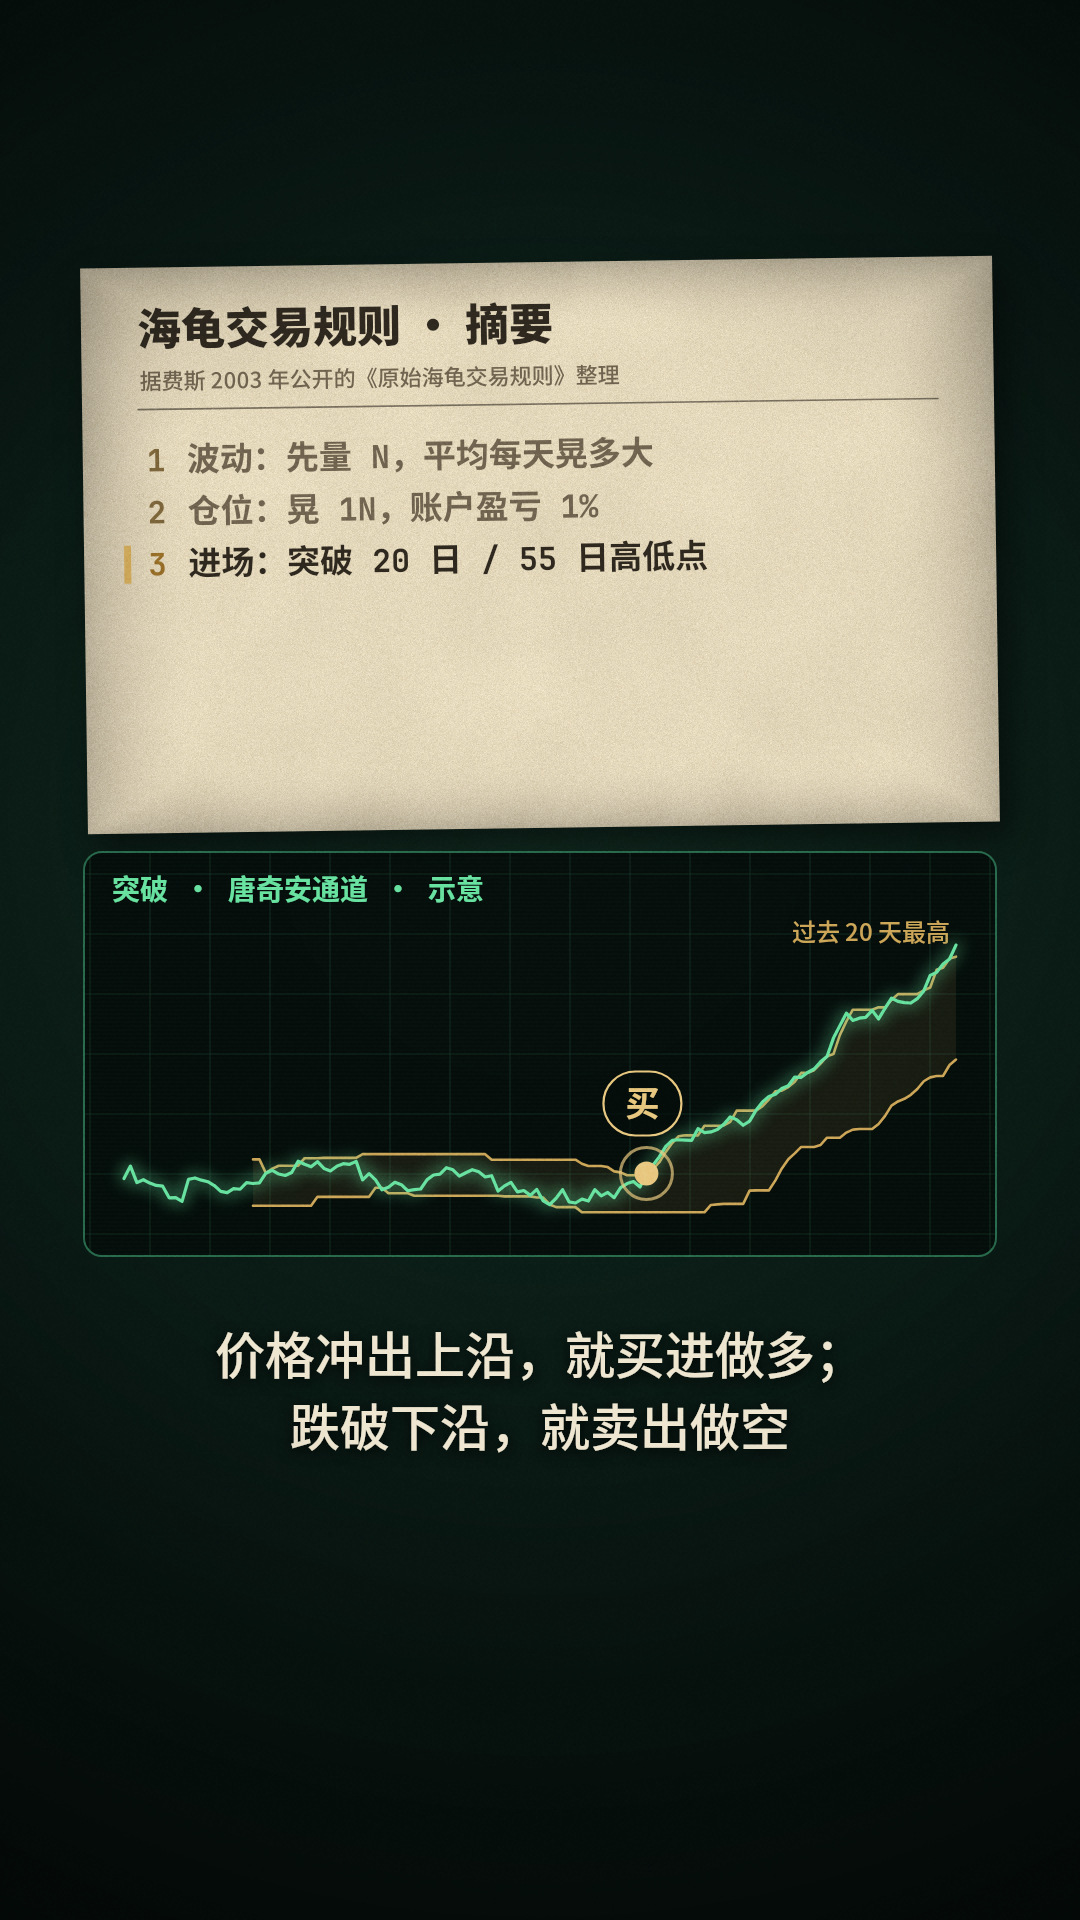 海龟交易规则 · 摘要
据费斯 2003 年公开的《原始海龟交易规则》整理
1 波动：先量 N，平均每天晃多大
2 仓位：晃 1N，账户盈亏 1%
3 进场：突破 20 日 / 55 日高低点
突破 · 唐奇安通道 · 示意
过去 20 天最高
买
价格冲出上沿，就买进做多；
跌破下沿，就卖出做空